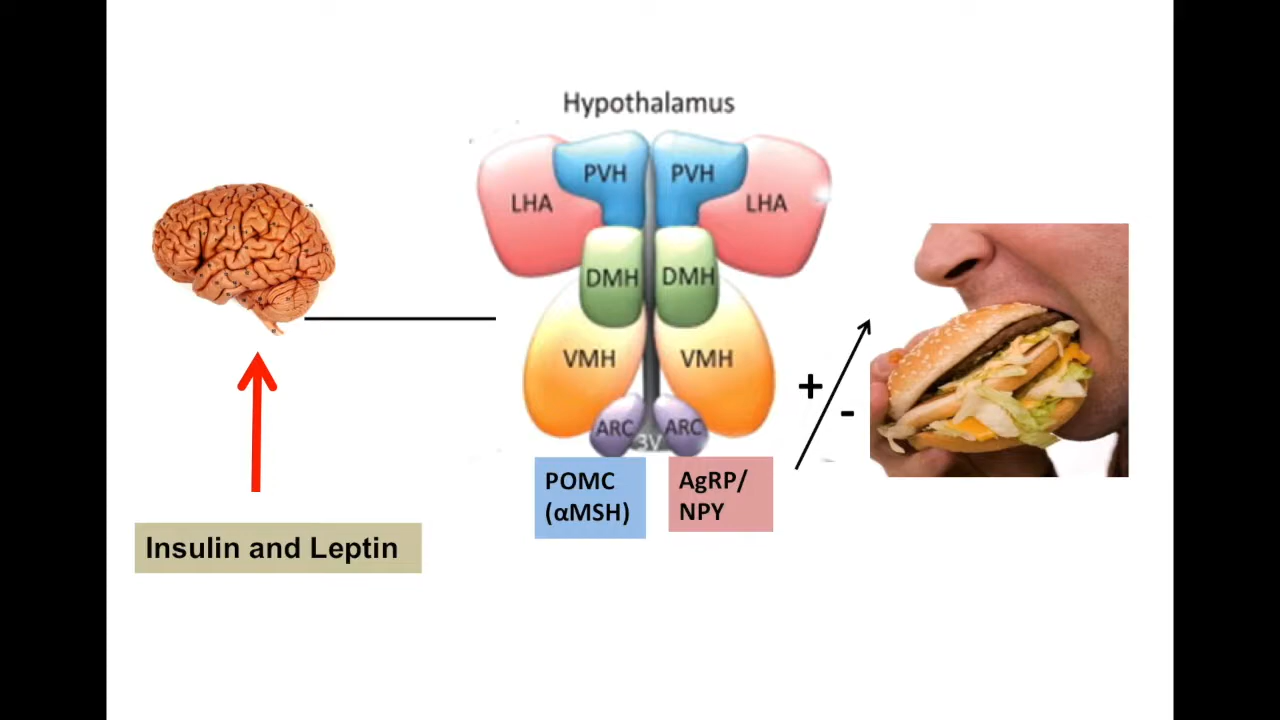 Hypothalamus
PVH PVH
LHA LHA
DMH DMH
VMH VMH
ARC ARC
3V
POMC
(αMSH)
AgRP/
NPY
+
-
Insulin and Leptin